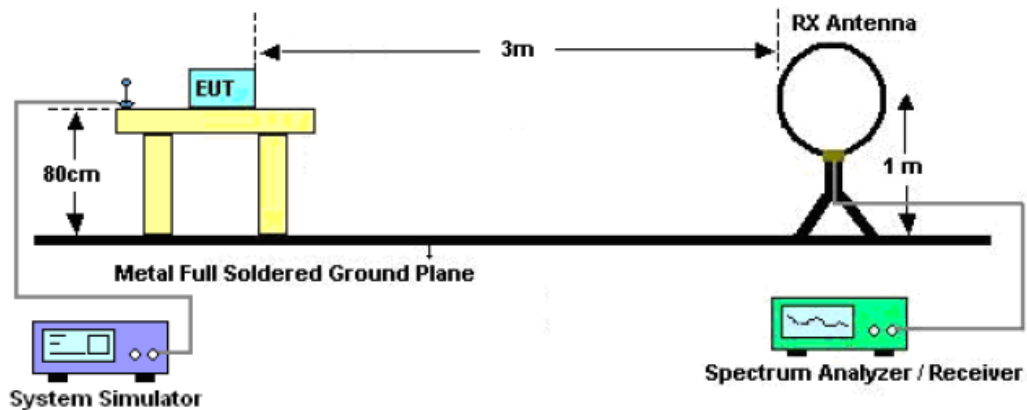 RX Antenna
3m
EUT
80cm
1 m
Metal Full Soldered Ground Plane
System Simulator
Spectrum Analyzer / Receiver